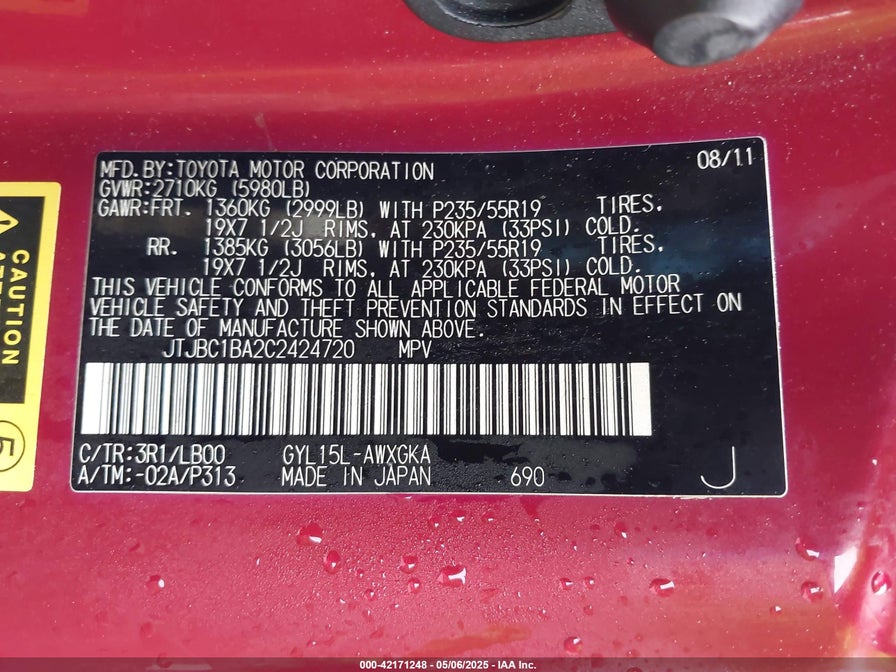 MFD.BY:TOYOTA MOTOR CORPORATION 08/11
GVWR:2710KG (5980LB)
GAWR:FRT. 1360KG (2999LB) WITH P235/55R19 TIRES,
19X7 1/2J RIMS, AT 230KPA (33PSI) COLD.
RR. 1385KG (3056LB) WITH P235/55R19 TIRES,
19X7 1/2J RIMS, AT 230KPA (33PSI) COLD.
THIS VEHICLE CONFORMS TO ALL APPLICABLE FEDERAL MOTOR
VEHICLE SAFETY AND THEFT PREVENTION STANDARDS IN EFFECT ON
THE DATE OF MANUFACTURE SHOWN ABOVE.
JTJBC1BA2C2424720 MPV
C/TR:3R1/LB00 GYL15L-AWXGKA
A/TM:-02A/P313 MADE IN JAPAN 690 J
CAUTION
5
000-42171248 - 05/06/2025 - IAA Inc.